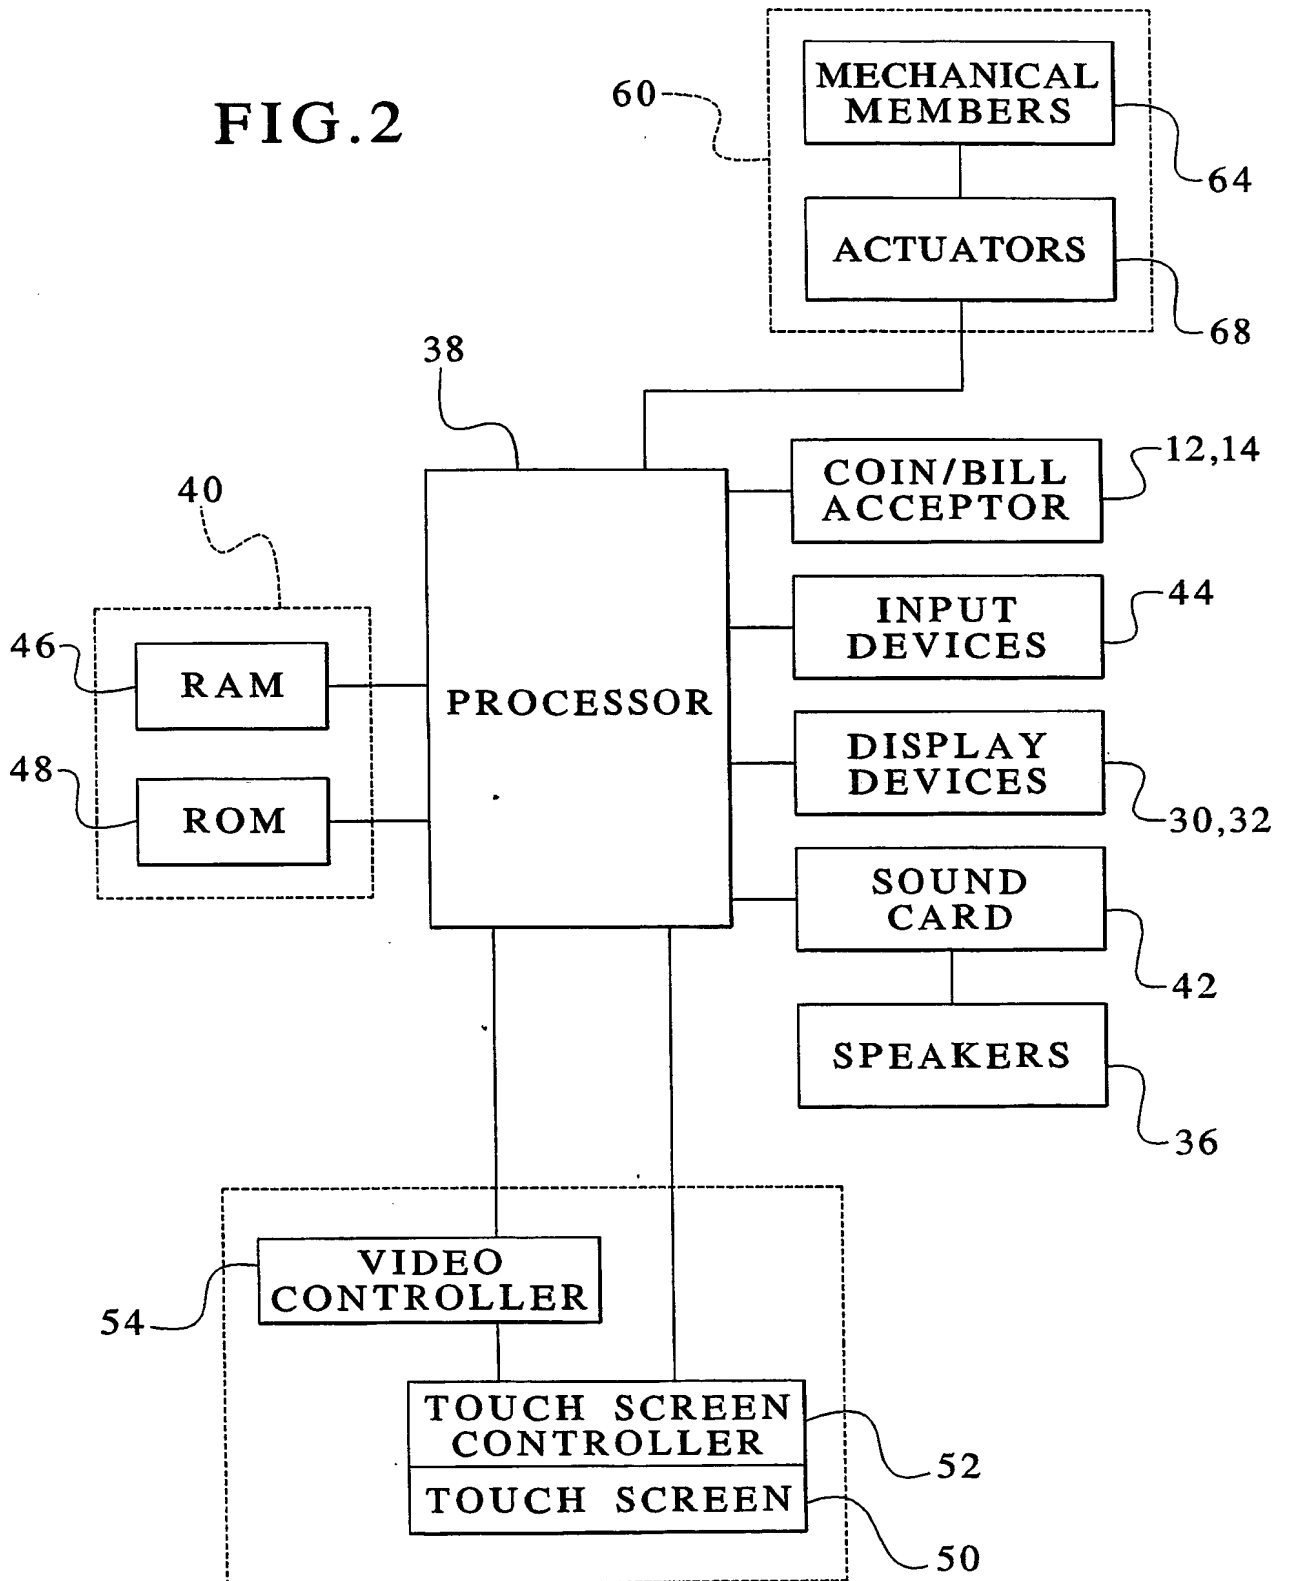 FIG.2
60
MECHANICAL
MEMBERS
64
ACTUATORS
68
38
40
COIN/BILL
ACCEPTOR
12,14
INPUT
DEVICES
44
46
RAM
PROCESSOR
DISPLAY
DEVICES
30,32
48
ROM
SOUND
CARD
42
SPEAKERS
36
VIDEO
CONTROLLER
54
TOUCH SCREEN
CONTROLLER
52
TOUCH SCREEN
50